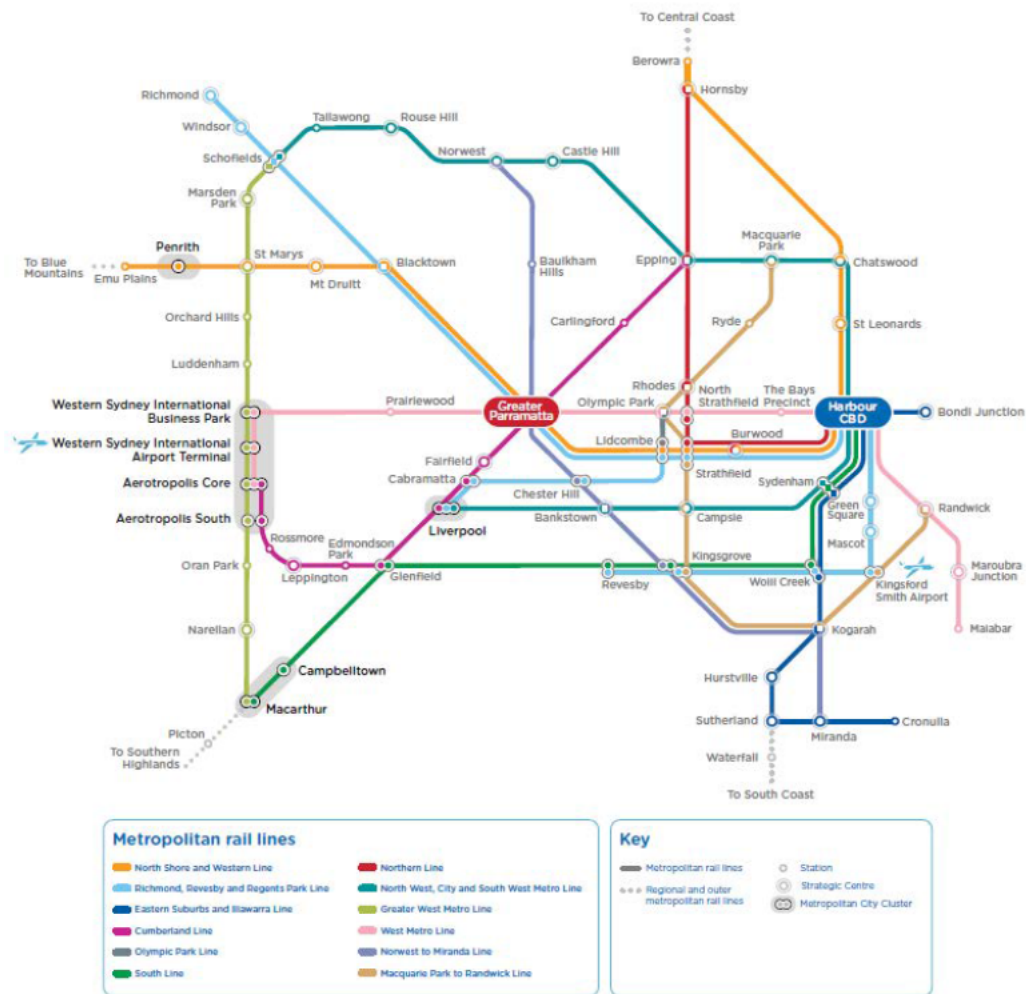 To Central Coast
Berowra
Hornsby
Richmond
Windsor
Tallawong
Rouse Hill
Schofields
Norwest
Castle Hill
Marsden
Park
Macquarie
Park
Penrith
To Blue
Mountains
Emu Plains
St Marys
Mt Druitt
Blacktown
Baulkham
Hills
Epping
Chatswood
Orchard Hills
Carlingford
Ryde
St Leonards
Luddenham
Rhodes
Western Sydney International
Business Park
Prairiewood
Greater
Parramatta
Olympic Park
North
Strathfield
The Bays
Precinct
Harbour
CBD
Bondi Junction
Western Sydney International
Airport Terminal
Lidcombe
Burwood
Fairfield
Strathfield
Aerotropolis Core
Cabramatta
Chester Hill
Sydenham
Aerotropolis South
Liverpool
Bankstown
Campsie
Green
Square
Randwick
Rossmore
Mascot
Edmondson
Park
Oran Park
Leppington
Glenfield
Revesby
Kingsgrove
Wolli Creek
Kingsford
Smith Airport
Maroubra
Junction
Narellan
Kogarah
Malabar
Campbelltown
Hurstville
Macarthur
Picton
Sutherland
Miranda
Cronulla
To Southern
Highlands
Waterfall
To South Coast
Metropolitan rail lines
North Shore and Western Line
Richmond, Revesby and Regents Park Line
Eastern Suburbs and Illawarra Line
Cumberland Line
Olympic Park Line
South Line
Northern Line
North West, City and South West Metro Line
Greater West Metro Line
West Metro Line
Norwest to Miranda Line
Macquarie Park to Randwick Line
Key
Metropolitan rail lines
Regional and outer
metropolitan rail lines
Station
Strategic Centre
Metropolitan City Cluster